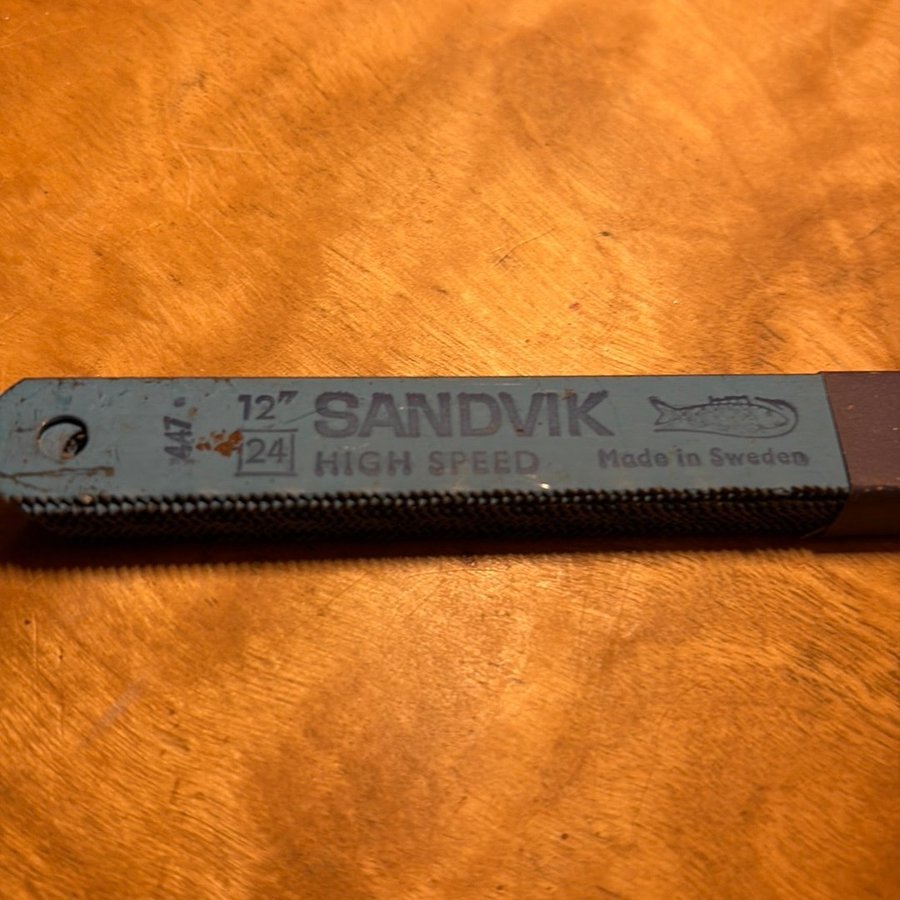 447
12" SANDVIK
24 HIGH SPEED
Made in Sweden